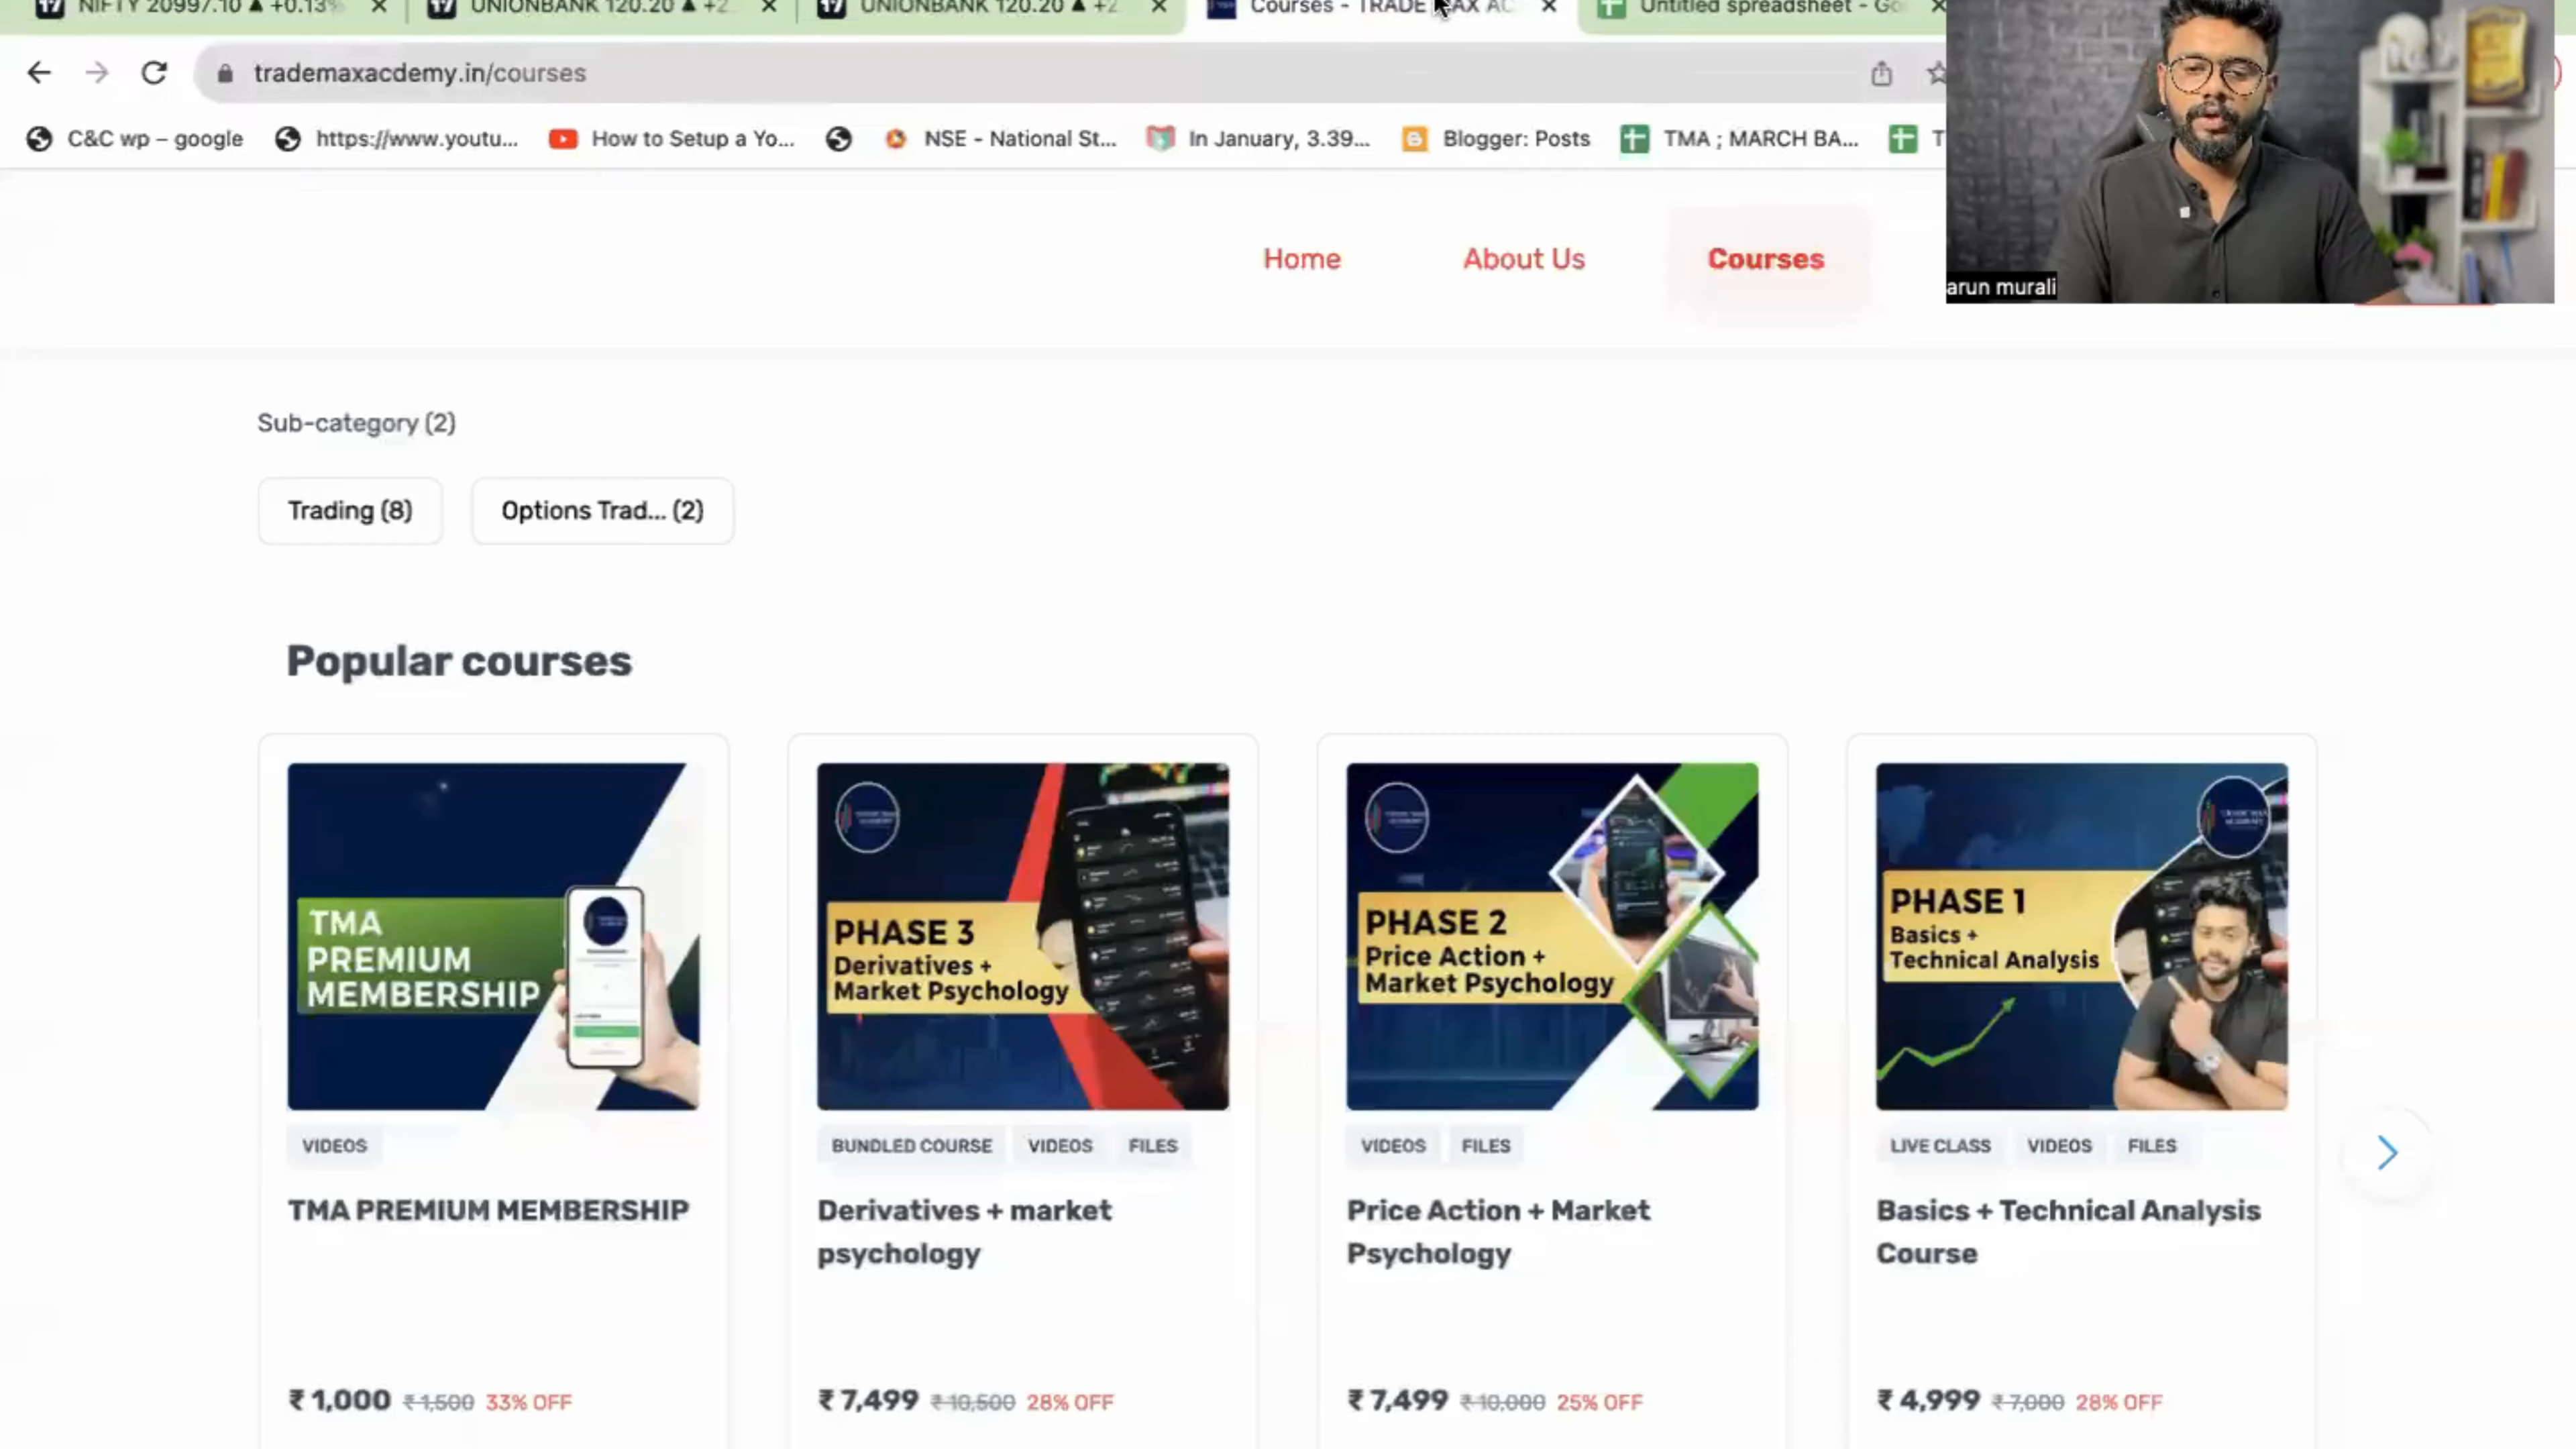 NIFTY 20997.10 ▲ +0.13%
UNIONBANK 120.20 ▲ +2
UNIONBANK 120.20 ▲ +2
Courses - TRADE MAX AC
Untitled spreadsheet - Go
trademaxacdemy.in/courses
C&C wp – google
https://www.youtu...
How to Setup a Yo...
NSE - National St...
In January, 3.39...
Blogger: Posts
TMA ; MARCH BA...
T
Home
About Us
Courses
arun murali
Sub-category (2)
Trading (8)
Options Trad... (2)
Popular courses
TMA
PREMIUM
MEMBERSHIP
VIDEOS
TMA PREMIUM MEMBERSHIP
₹ 1,000 ₹ 1,500 33% OFF
PHASE 3
Derivatives +
Market Psychology
BUNDLED COURSE VIDEOS FILES
Derivatives + market
psychology
₹ 7,499 ₹ 10,500 28% OFF
PHASE 2
Price Action +
Market Psychology
VIDEOS FILES
Price Action + Market
Psychology
₹ 7,499 ₹ 10,000 25% OFF
PHASE 1
Basics +
Technical Analysis
LIVE CLASS VIDEOS FILES
Basics + Technical Analysis
Course
₹ 4,999 ₹ 7,000 28% OFF